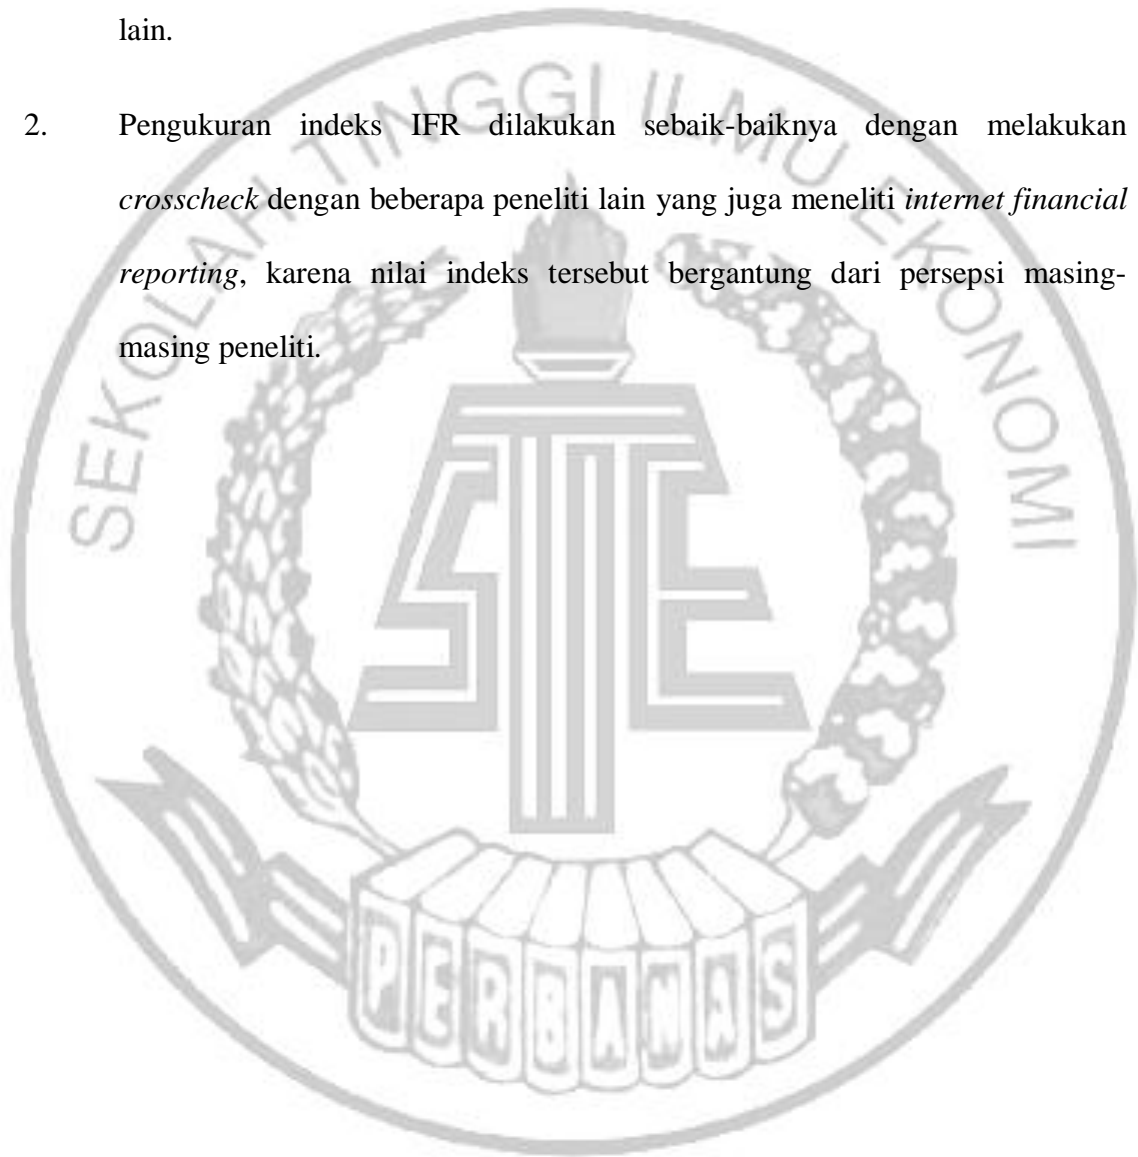 lain.
2. Pengukuran indeks IFR dilakukan sebaik-baiknya dengan melakukan
crosscheck dengan beberapa peneliti lain yang juga meneliti internet financial
reporting, karena nilai indeks tersebut bergantung dari persepsi masing-
masing peneliti.
SEKOLAH TINGGI ILMU EKONOMI
STIE
PERBANAS